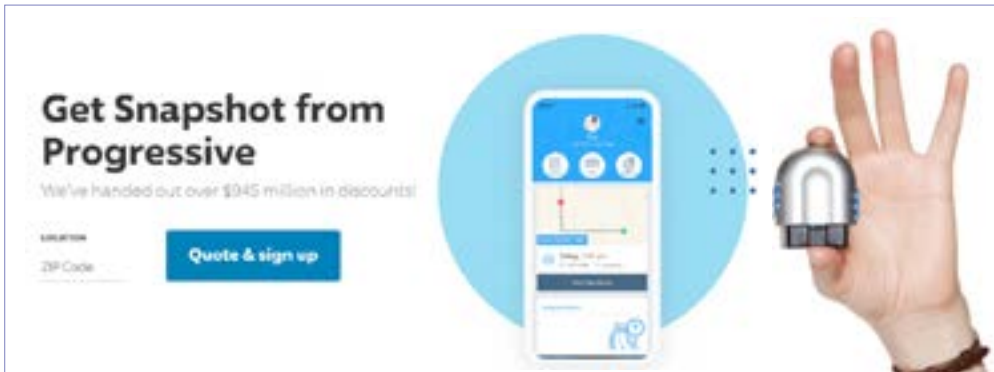 Get Snapshot from
Progressive
We've handed out over $945 million in discounts!
LOCATION
ZIP Code
Quote & sign up